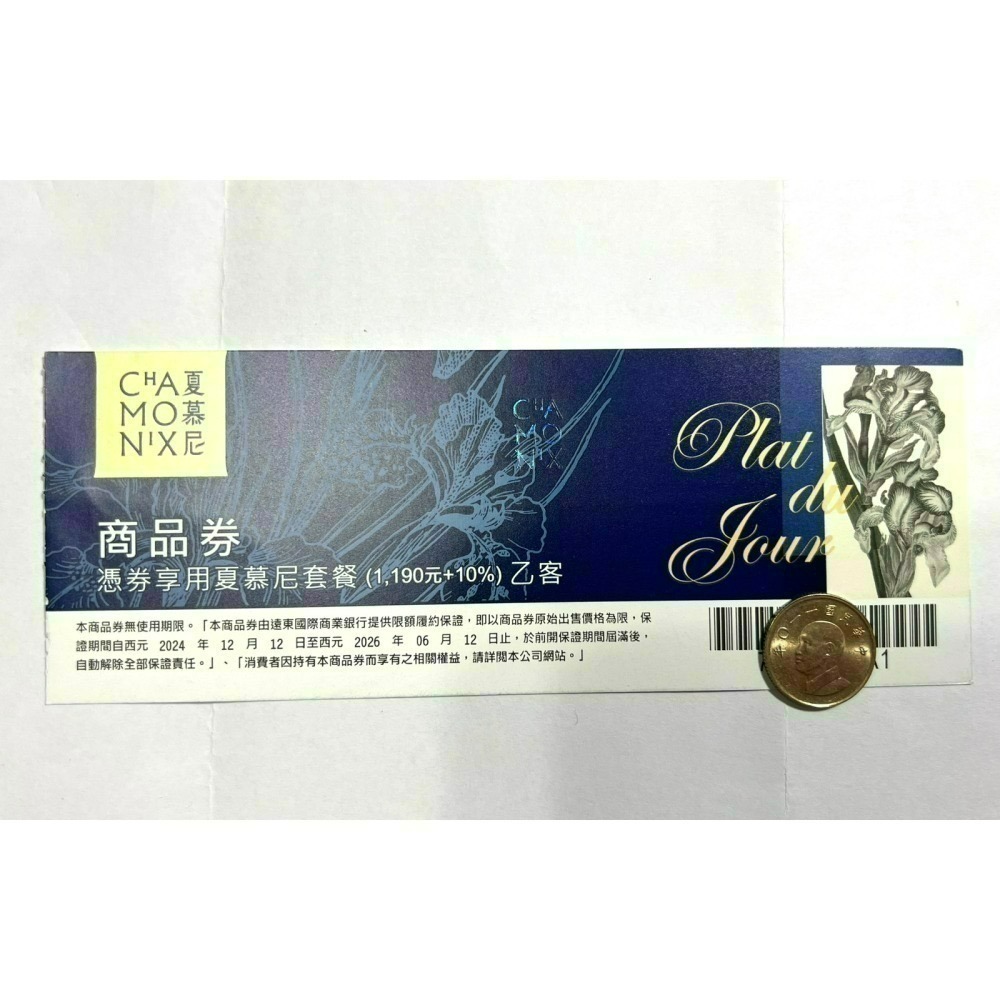 CHA夏
MO慕
NIX尼
CHA
MO
NIX
Plat
du
Jour
商品券
憑券享用夏慕尼套餐(1,190元+10%)乙客
本商品券無使用期限。「本商品券由遠東國際商業銀行提供限額履約保證，即以商品券原始出售價格為限，保
證期間自西元 2024 年 12 月 12 日至西元 2026 年 06 月 12 日止，於前開保證期間屆滿後，
自動解除全部保證責任。」、「消費者因持有本商品券而享有之相關權益，請詳閱本公司網站。」